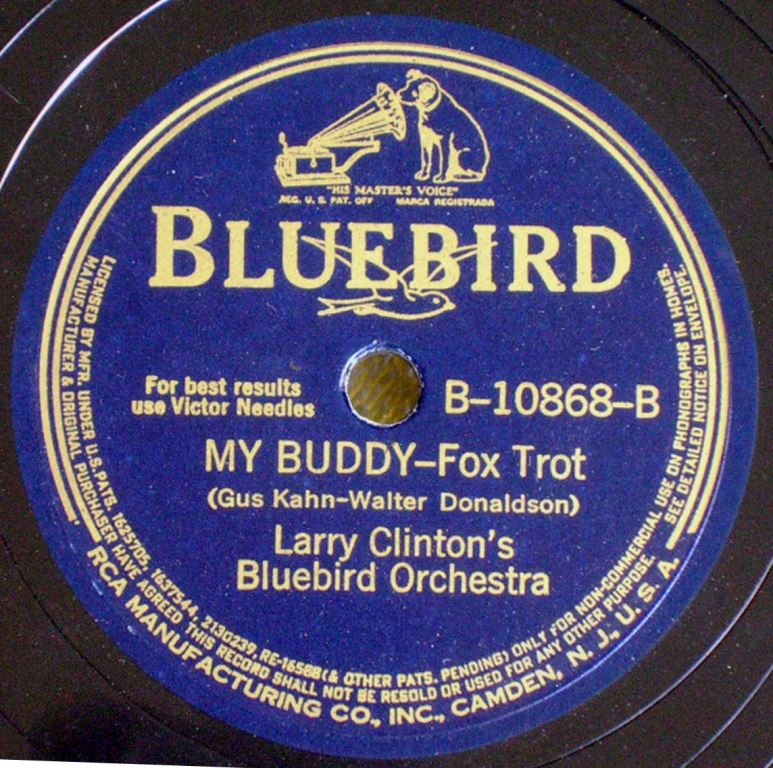 "HIS MASTER'S VOICE"
REG. U. S. PAT. OFF MARCA REGISTRADA
BLUEBIRD
For best results
use Victor Needles
B-10868-B
MY BUDDY-Fox Trot
(Gus Kahn-Walter Donaldson)
Larry Clinton's
Bluebird Orchestra
LICENSED BY MFR. UNDER U.S. PATS. 1625705, 1637544, 2130239, RE-16588 (& OTHER PATS. PENDING) ONLY FOR NON-COMMERCIAL USE ON PHONOGRAPHS IN HOMES.
MANUFACTURER & ORIGINAL PURCHASER HAVE AGREED THIS RECORD SHALL NOT BE RESOLD OR USED FOR ANY OTHER PURPOSE. SEE DETAILED NOTICE ON ENVELOPE.
RCA MANUFACTURING CO., INC., CAMDEN, N. J., U. S. A.